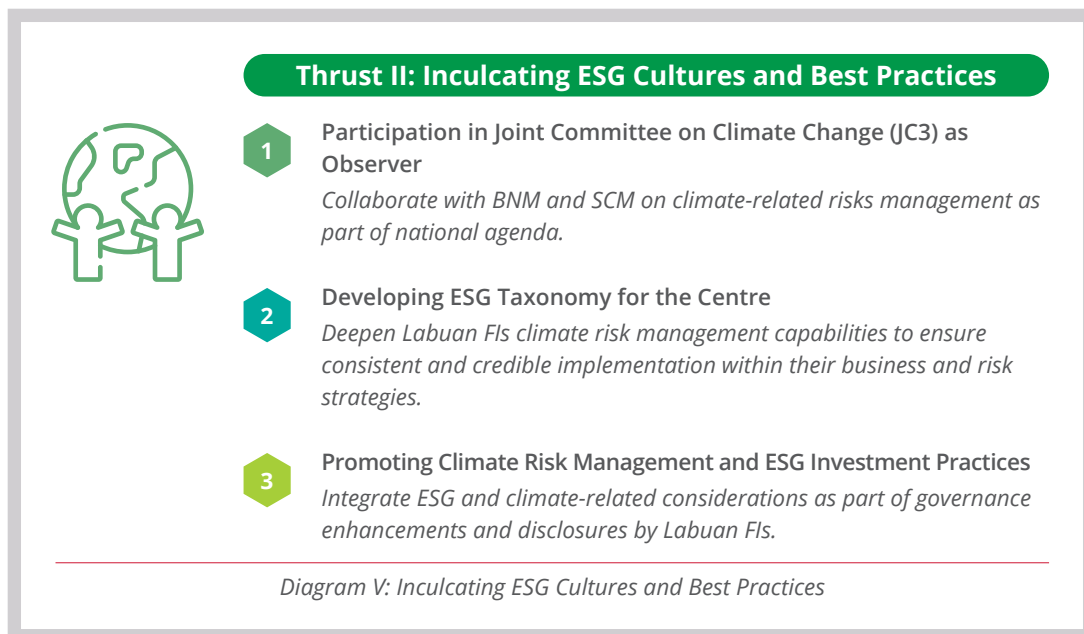 Thrust II: Inculcating ESG Cultures and Best Practices
1
Participation in Joint Committee on Climate Change (JC3) as
Observer
Collaborate with BNM and SCM on climate-related risks management as
part of national agenda.
2
Developing ESG Taxonomy for the Centre
Deepen Labuan FIs climate risk management capabilities to ensure
consistent and credible implementation within their business and risk
strategies.
3
Promoting Climate Risk Management and ESG Investment Practices
Integrate ESG and climate-related considerations as part of governance
enhancements and disclosures by Labuan FIs.
Diagram V: Inculcating ESG Cultures and Best Practices